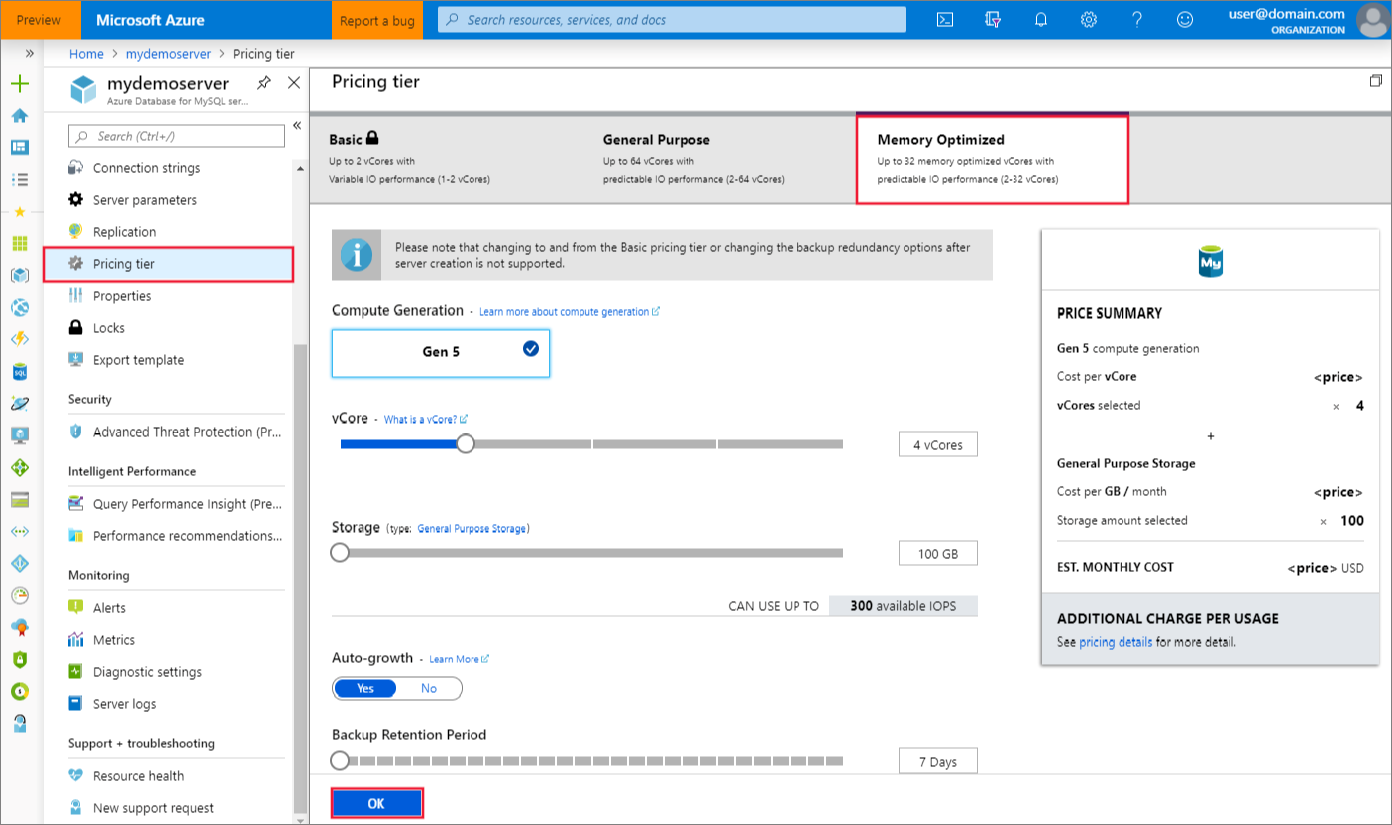 Preview
Microsoft Azure
Report a bug
Search resources, services, and docs
user@domain.com
ORGANIZATION
Home > mydemoserver > Pricing tier
mydemoserver
Azure Database for MySQL ser...
Search (Ctrl+/)
Connection strings
Server parameters
Replication
Pricing tier
Properties
Locks
Export template
Security
Advanced Threat Protection (Pr...
Intelligent Performance
Query Performance Insight (Pre...
Performance recommendations...
Monitoring
Alerts
Metrics
Diagnostic settings
Server logs
Support + troubleshooting
Resource health
New support request
Pricing tier
Basic
Up to 2 vCores with
Variable IO performance (1-2 vCores)
General Purpose
Up to 64 vCores with
predictable IO performance (2-64 vCores)
Memory Optimized
Up to 32 memory optimized vCores with
predictable IO performance (2-32 vCores)
Please note that changing to and from the Basic pricing tier or changing the backup redundancy options after
server creation is not supported.
Compute Generation - Learn more about compute generation
Gen 5
vCore - What is a vCore?
4 vCores
Storage (type: General Purpose Storage)
100 GB
CAN USE UP TO 300 available IOPS
Auto-growth - Learn More
Yes No
Backup Retention Period
7 Days
OK
My
PRICE SUMMARY
Gen 5 compute generation
Cost per vCore <price>
vCores selected × 4
+
General Purpose Storage
Cost per GB / month <price>
Storage amount selected × 100
EST. MONTHLY COST <price> USD
ADDITIONAL CHARGE PER USAGE
See pricing details for more detail.
SQL